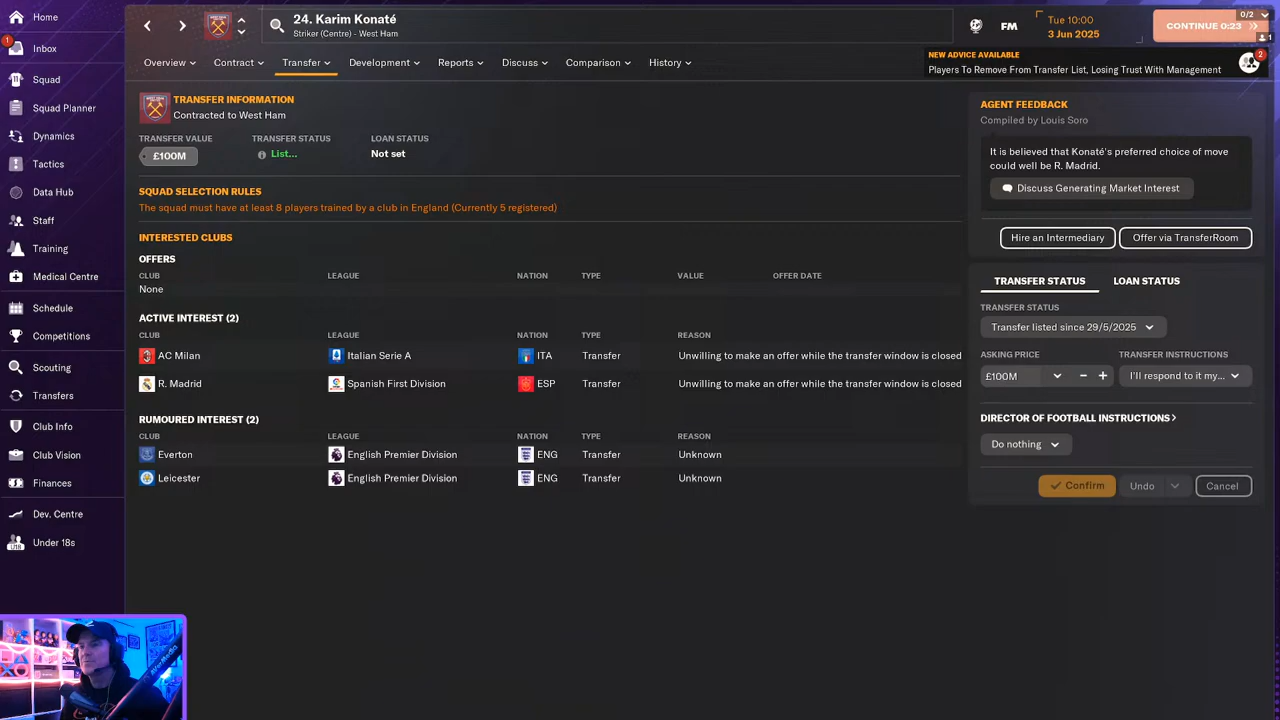 Home
Inbox
1
Squad
Squad Planner
Dynamics
Tactics
Data Hub
Staff
Training
Medical Centre
Schedule
Competitions
Scouting
Transfers
Club Info
Club Vision
Finances
Dev. Centre
Under 18s
24. Karim Konaté
Striker (Centre) - West Ham
FM
Tue 10:00
3 Jun 2025
CONTINUE 0:23
0/2
1
Overview
Contract
Transfer
Development
Reports
Discuss
Comparison
History
NEW ADVICE AVAILABLE
Players To Remove From Transfer List, Losing Trust With Management
2
TRANSFER INFORMATION
Contracted to West Ham
TRANSFER VALUE TRANSFER STATUS LOAN STATUS
£100M List... Not set
SQUAD SELECTION RULES
The squad must have at least 8 players trained by a club in England (Currently 5 registered)
INTERESTED CLUBS
OFFERS
CLUB LEAGUE NATION TYPE VALUE OFFER DATE
None
ACTIVE INTEREST (2)
CLUB LEAGUE NATION TYPE REASON
AC Milan Italian Serie A ITA Transfer Unwilling to make an offer while the transfer window is closed
R. Madrid Spanish First Division ESP Transfer Unwilling to make an offer while the transfer window is closed
RUMOURED INTEREST (2)
CLUB LEAGUE NATION TYPE REASON
Everton English Premier Division ENG Transfer Unknown
Leicester English Premier Division ENG Transfer Unknown
AGENT FEEDBACK
Compiled by Louis Soro
It is believed that Konaté's preferred choice of move
could well be R. Madrid.
Discuss Generating Market Interest
Hire an Intermediary
Offer via TransferRoom
TRANSFER STATUS LOAN STATUS
TRANSFER STATUS
Transfer listed since 29/5/2025
ASKING PRICE TRANSFER INSTRUCTIONS
£100M − + I'll respond to it my...
DIRECTOR OF FOOTBALL INSTRUCTIONS >
Do nothing
Confirm Undo Cancel